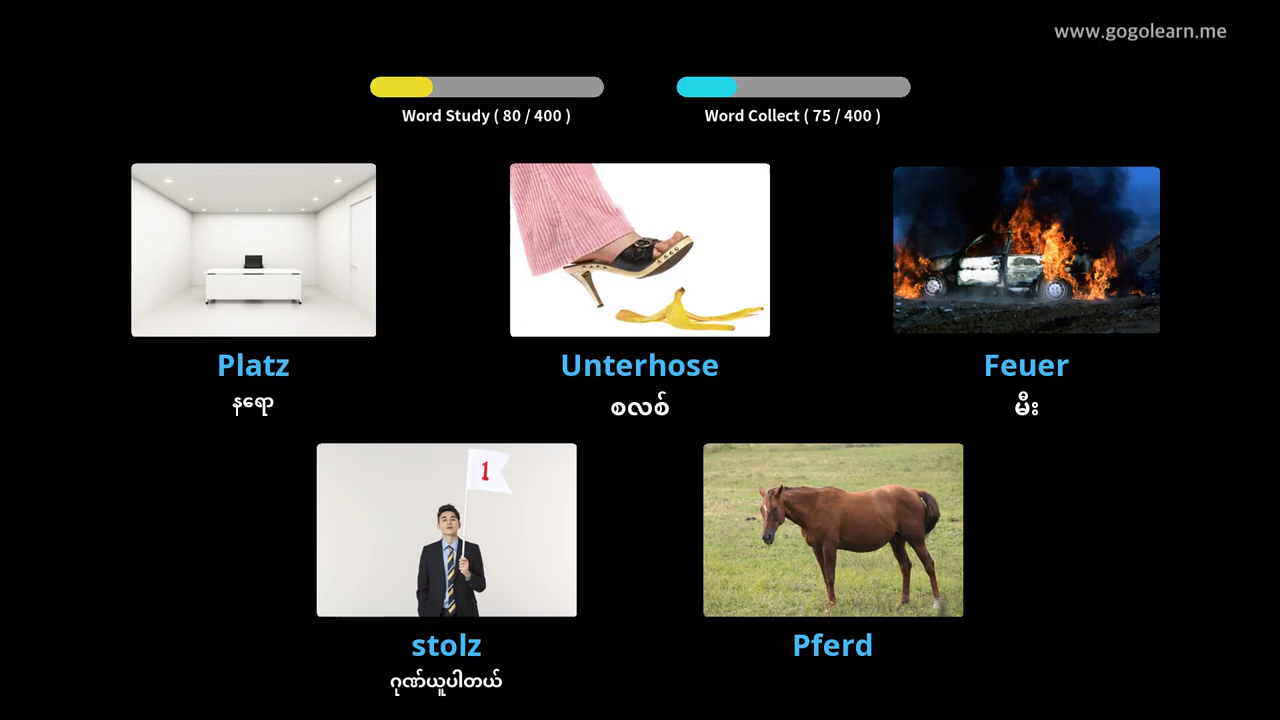 www.gogolearn.me
Word Study ( 80 / 400 )
Word Collect ( 75 / 400 )
Platz
နရော
Unterhose
စလစ်
Feuer
မီး
1
stolz
ဂုဏ်ယူပါတယ်
Pferd